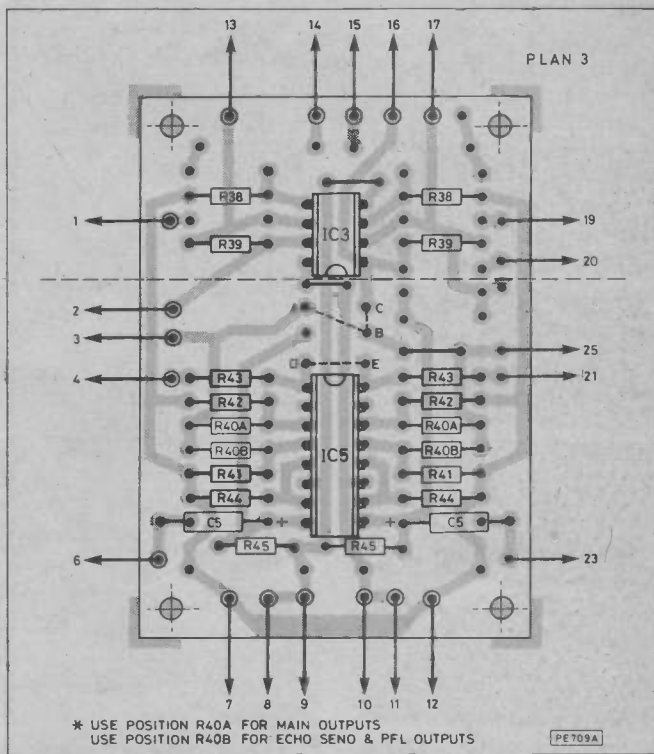 13 14 15 16 17
PLAN 3
R38 R38
1 IC3 19
R39 R39
20
2 A C
3 B
25
4 D E 21
R43 R43
R42 R42
R40A R40A
R40B IC5 R40B
R41 R41
R44 R44
C5 + + C5
R45 R45
6 23
7 8 9 10 11 12
* USE POSITION R40A FOR MAIN OUTPUTS
USE POSITION R40B FOR ECHO SEND & PFL OUTPUTS
PE709A